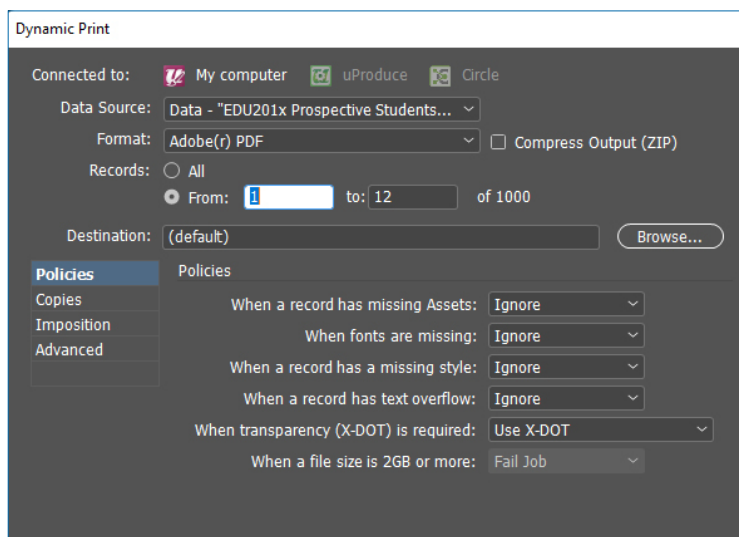 Dynamic Print
Connected to: My computer uProduce Circle
Data Source: Data - "EDU201x Prospective Students...
Format: Adobe(r) PDF Compress Output (ZIP)
Records: All
From: 1 to: 12 of 1000
Destination: (default) Browse...
Policies Policies
Copies When a record has missing Assets: Ignore
Imposition When fonts are missing: Ignore
Advanced When a record has a missing style: Ignore
When a record has text overflow: Ignore
When transparency (X-DOT) is required: Use X-DOT
When a file size is 2GB or more: Fail Job